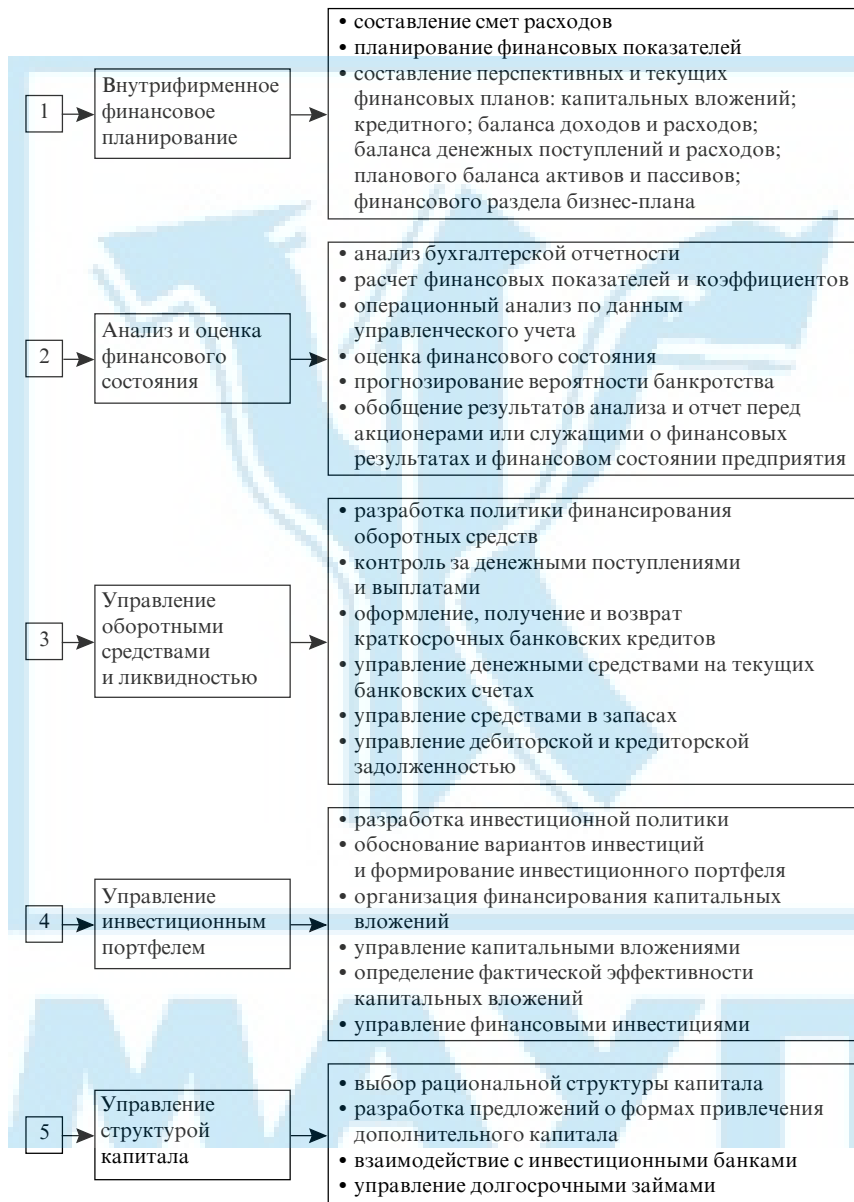 1
Внутрифирменное
финансовое
планирование
• составление смет расходов
• планирование финансовых показателей
• составление перспективных и текущих
финансовых планов: капитальных вложений;
кредитного; баланса доходов и расходов;
баланса денежных поступлений и расходов;
планового баланса активов и пассивов;
финансового раздела бизнес-плана
2
Анализ и оценка
финансового
состояния
• анализ бухгалтерской отчетности
• расчет финансовых показателей и коэффициентов
• операционный анализ по данным
управленческого учета
• оценка финансового состояния
• прогнозирование вероятности банкротства
• обобщение результатов анализа и отчет перед
акционерами или служащими о финансовых
результатах и финансовом состоянии предприятия
3
Управление
оборотными
средствами
и ликвидностью
• разработка политики финансирования
оборотных средств
• контроль за денежными поступлениями
и выплатами
• оформление, получение и возврат
краткосрочных банковских кредитов
• управление денежными средствами на текущих
банковских счетах
• управление средствами в запасах
• управление дебиторской и кредиторской
задолженностью
4
Управление
инвестиционным
портфелем
• разработка инвестиционной политики
• обоснование вариантов инвестиций
и формирование инвестиционного портфеля
• организация финансирования капитальных
вложений
• управление капитальными вложениями
• определение фактической эффективности
капитальных вложений
• управление финансовыми инвестициями
5
Управление
структурой
капитала
• выбор рациональной структуры капитала
• разработка предложений о формах привлечения
дополнительного капитала
• взаимодействие с инвестиционными банками
• управление долгосрочными займами
МАУП